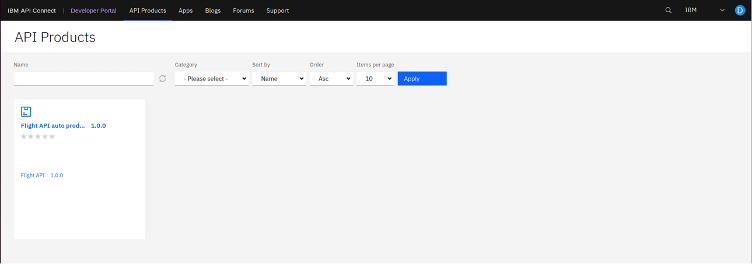 IBM API Connect | Developer Portal API Products Apps Blogs Forums Support IBM D
API Products
Name Category Sort by Order Items per page
- Please select - Name Asc 10 Apply
Flight API auto prod... 1.0.0
Flight API 1.0.0